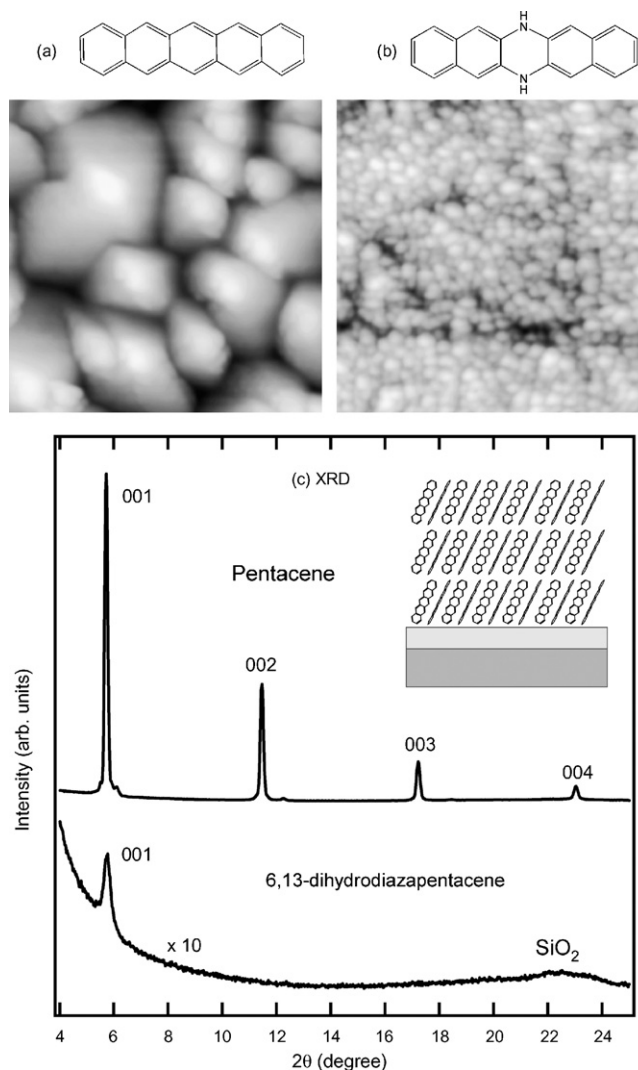 (a)
(b)
H
N
N
H
(c) XRD
001
Pentacene
002
003
004
001
6,13-dihydrodiazapentacene
x 10
SiO₂
Intensity (arb. units)
4 6 8 10 12 14 16 18 20 22 24
2θ (degree)